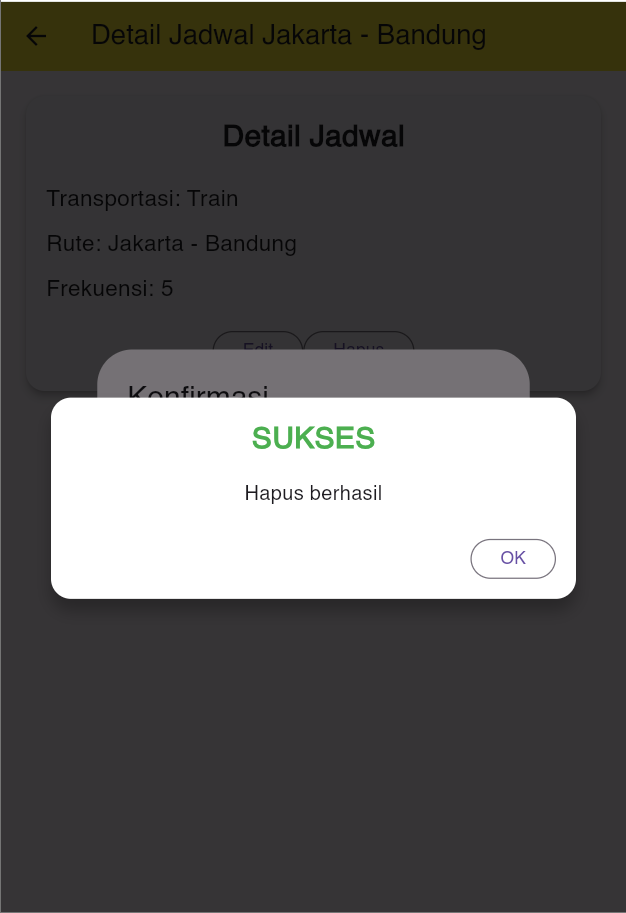 Detail Jadwal Jakarta - Bandung
Detail Jadwal
Transportasi: Train
Rute: Jakarta - Bandung
Frekuensi: 5
Edit Hapus
Konfirmasi
SUKSES
Hapus berhasil
OK